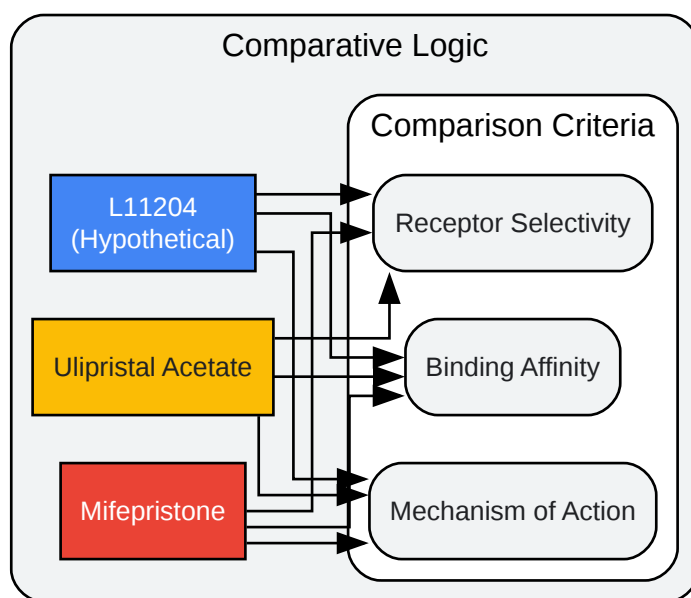 Comparative Logic
Comparison Criteria
L11204
(Hypothetical)
Receptor Selectivity
Ulipristal Acetate
Binding Affinity
Mifepristone
Mechanism of Action